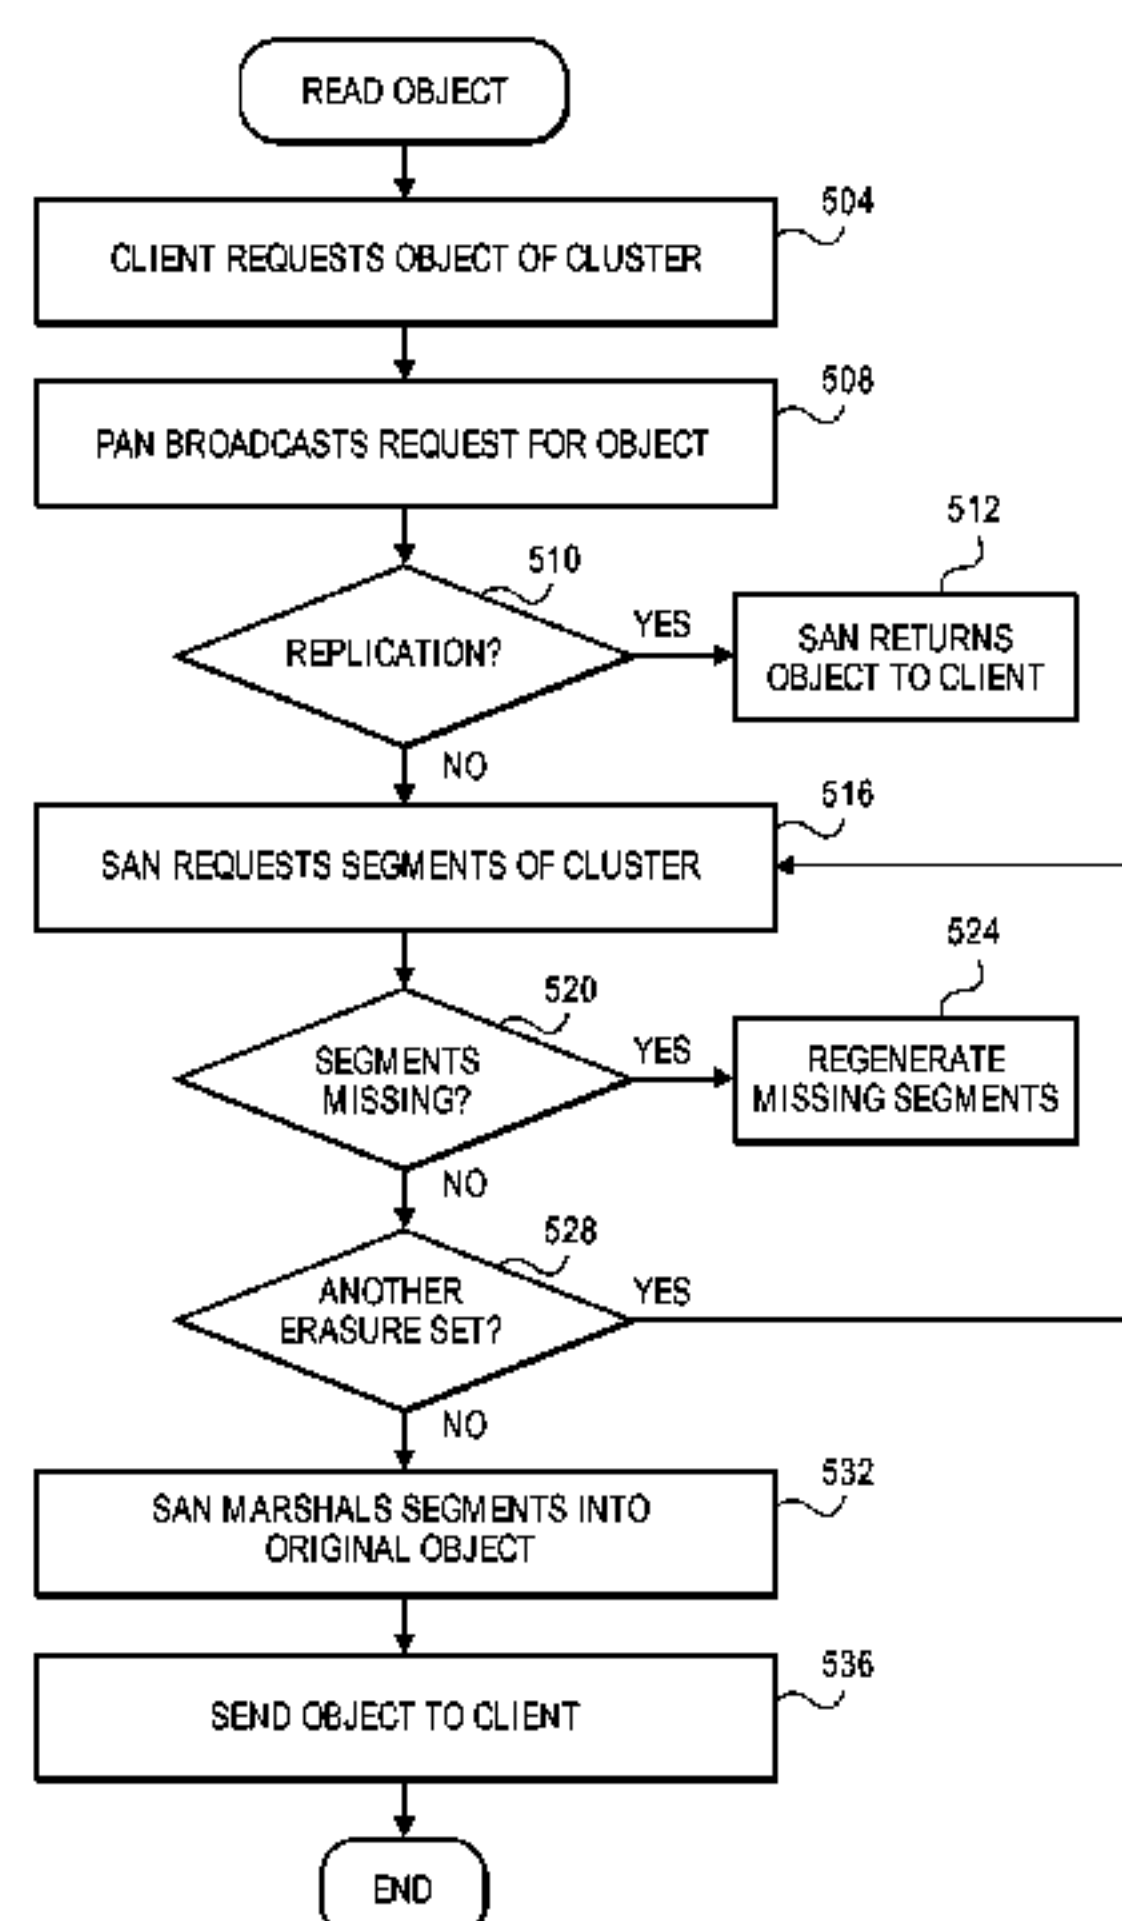 READ OBJECT
504
CLIENT REQUESTS OBJECT OF CLUSTER
508
PAN BROADCASTS REQUEST FOR OBJECT
510
512
REPLICATION?
YES
SAN RETURNS
OBJECT TO CLIENT
NO
516
SAN REQUESTS SEGMENTS OF CLUSTER
520
524
SEGMENTS
MISSING?
YES
REGENERATE
MISSING SEGMENTS
NO
528
ANOTHER
ERASURE SET?
YES
NO
532
SAN MARSHALS SEGMENTS INTO
ORIGINAL OBJECT
536
SEND OBJECT TO CLIENT
END